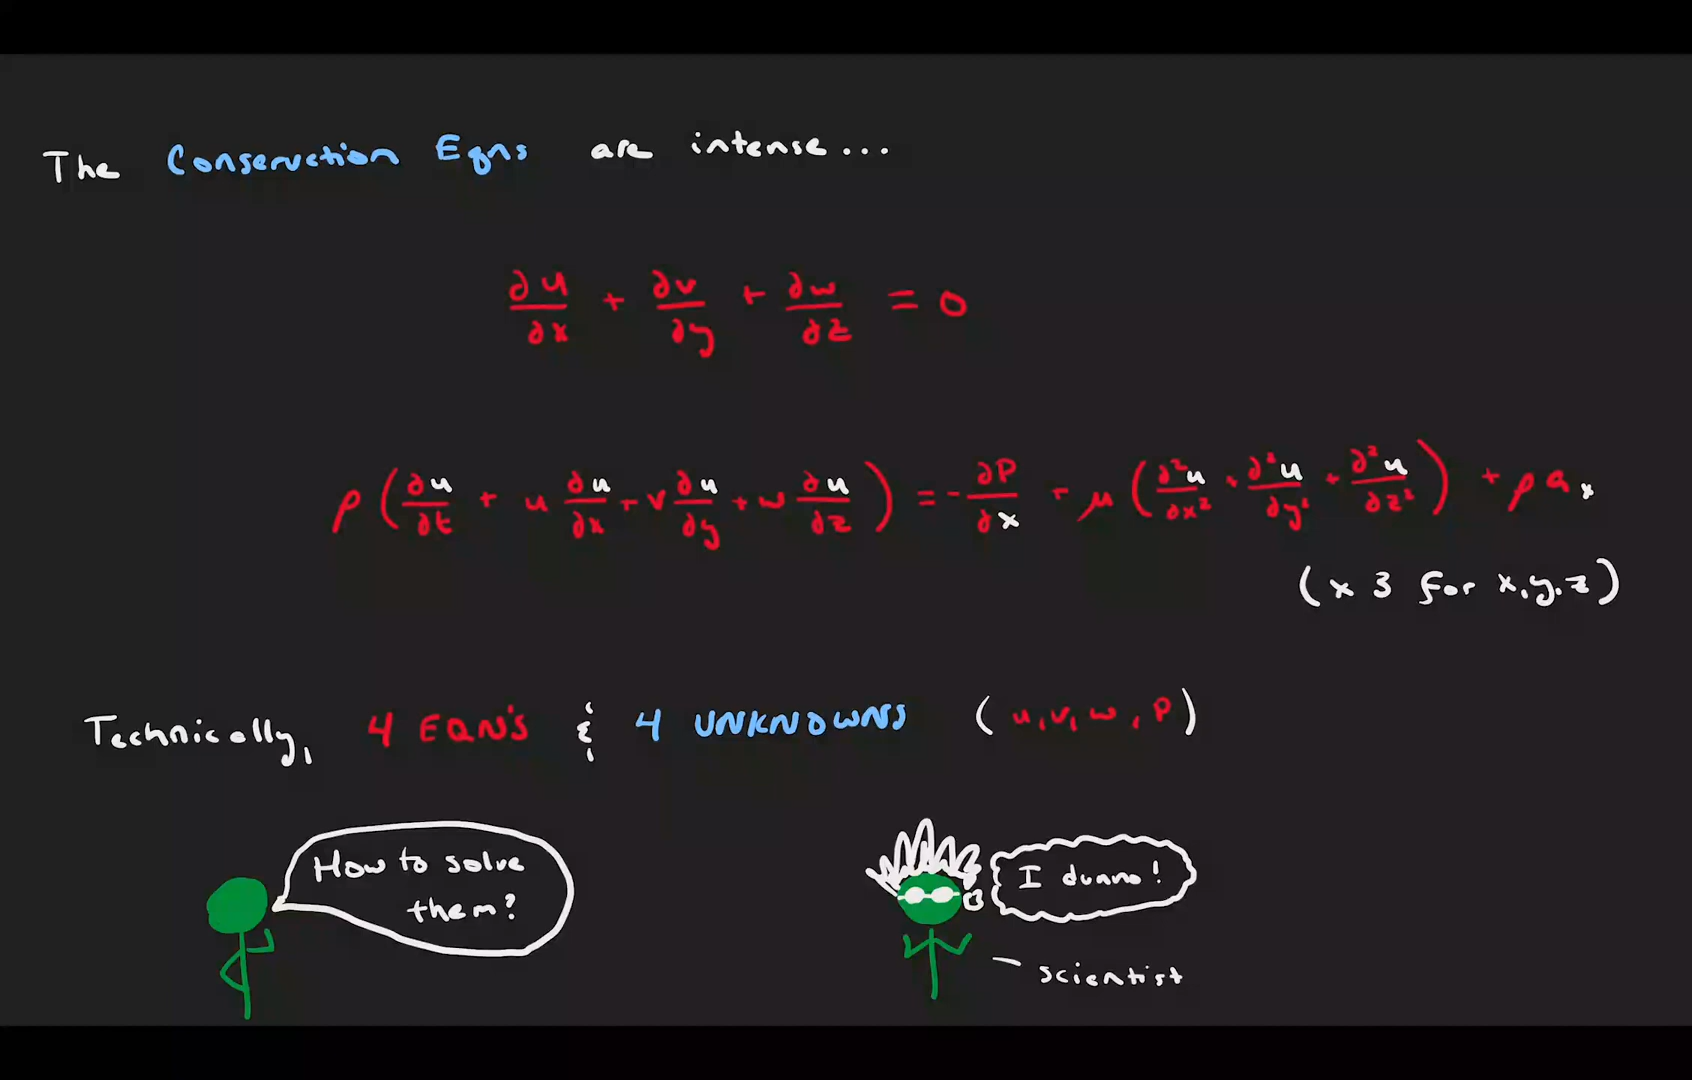 The Conservation Eqns are intense...
∂u/∂x + ∂v/∂y + ∂w/∂z = 0
ρ(∂u/∂t + u ∂u/∂x + v ∂u/∂y + w ∂u/∂z) = -∂P/∂x + μ(∂²u/∂x² + ∂²u/∂y² + ∂²u/∂z²) + ρaₓ
(x 3 for x,y,z)
Technically, 4 EQN's & 4 UNKNOWNS (u,v,w,P)
How to solve
them?
I dunno!
scientist